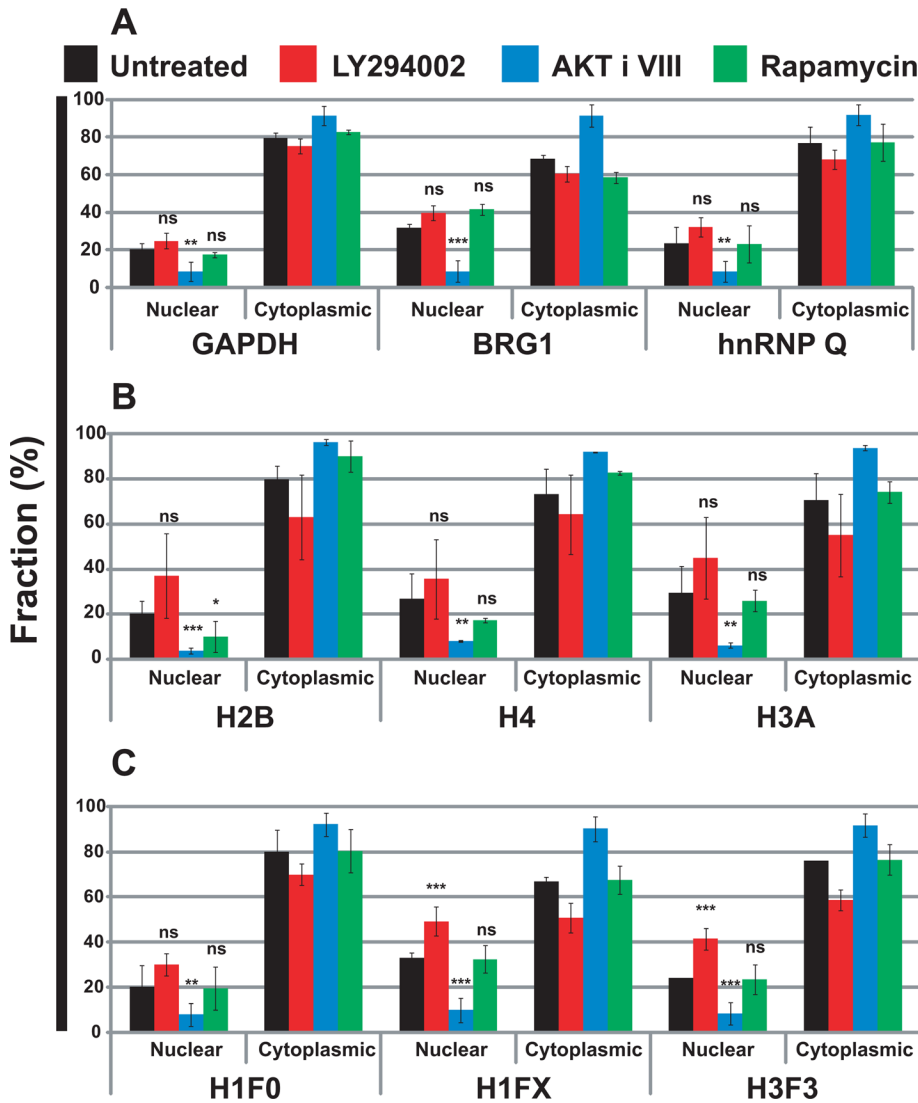 A
Untreated LY294002 AKT i VIII Rapamycin
Fraction (%)
100
80
60
40
20
0
ns ** ns ns *** ns ns ** ns
Nuclear Cytoplasmic Nuclear Cytoplasmic Nuclear Cytoplasmic
GAPDH BRG1 hnRNP Q
B
100
80
60
40
20
0
ns *** * ns ** ns ns ** ns
Nuclear Cytoplasmic Nuclear Cytoplasmic Nuclear Cytoplasmic
H2B H4 H3A
C
100
80
60
40
20
0
ns ** ns *** *** ns *** *** ns
Nuclear Cytoplasmic Nuclear Cytoplasmic Nuclear Cytoplasmic
H1F0 H1FX H3F3